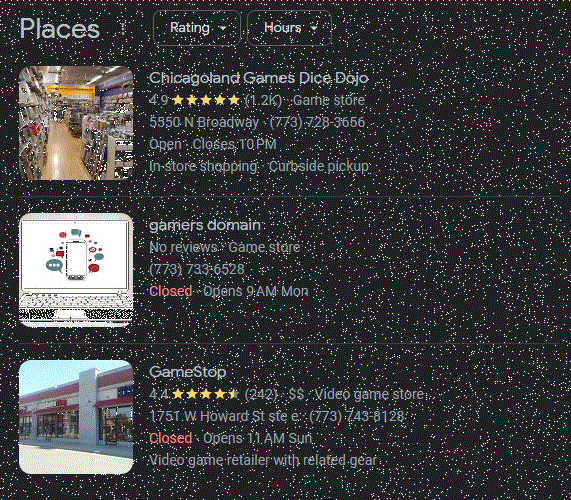 Places
Rating
Hours
Chicagoland Games Dice Dojo
4.9 (1.2K) · Game store
5550 N Broadway · (773) 728-3656
Open · Closes 10 PM
In-store shopping · Curbside pickup
gamers domain
No reviews · Game store
(773) 733-6528
Closed · Opens 9 AM Mon
GameStop
4.4 (242) · $$ · Video game store
1751 W Howard St ste e · (773) 743-8128
Closed · Opens 11 AM Sun
Video game retailer with related gear